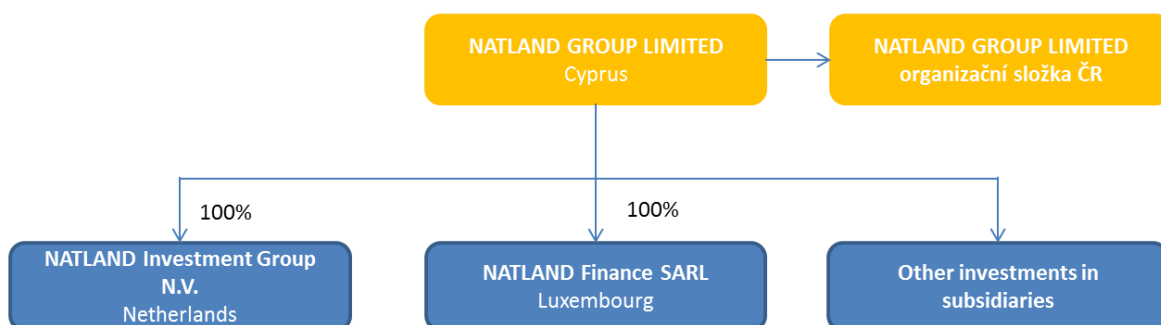 NATLAND GROUP LIMITED
Cyprus
NATLAND GROUP LIMITED
organizační složka ČR
100%
100%
NATLAND Investment Group
N.V.
Netherlands
NATLAND Finance SARL
Luxembourg
Other investments in
subsidiaries